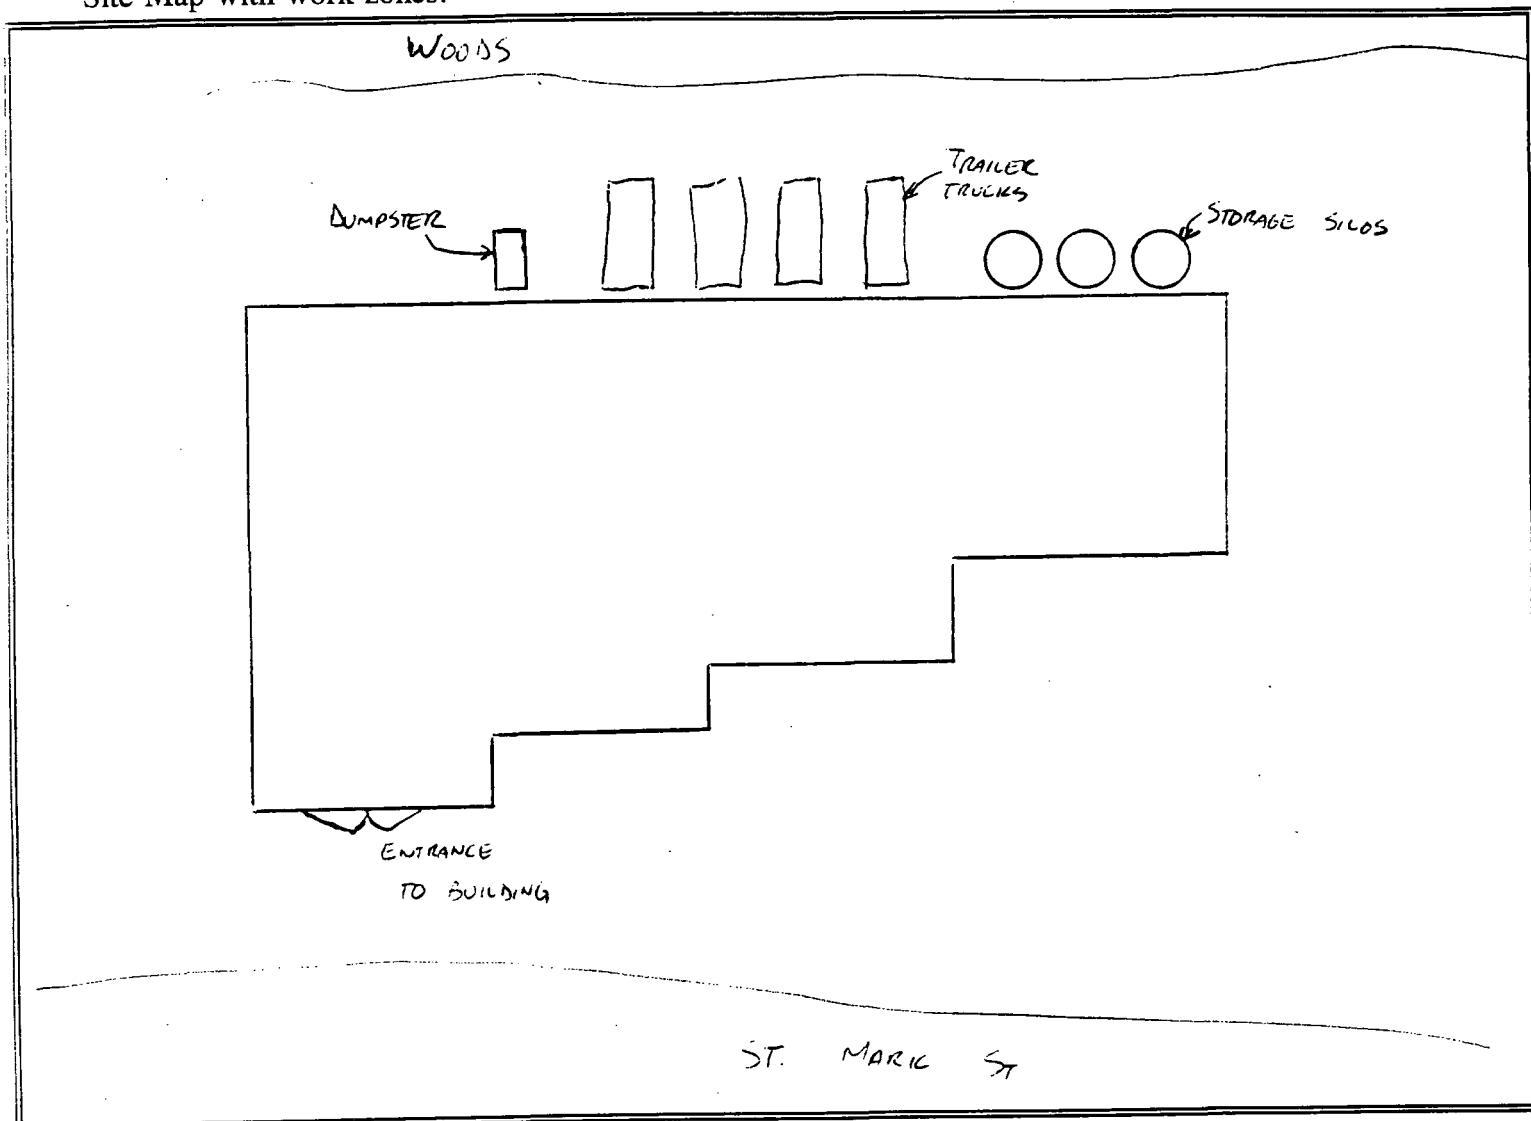 Site Map with work zones:
WOODS
TRAILER
TRUCKS
STORAGE SILOS
DUMPSTER
ENTRANCE
TO BUILDING
ST. MARK ST